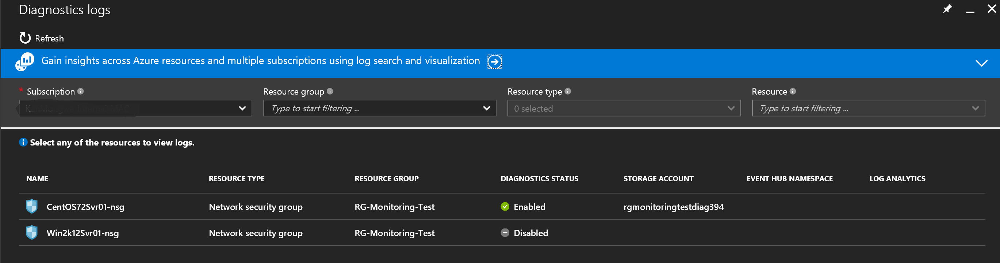 Diagnostics logs
Refresh
Gain insights across Azure resources and multiple subscriptions using log search and visualization
* Subscription
Resource group
Resource type
Resource
Type to start filtering ...
0 selected
Type to start filtering ...
Select any of the resources to view logs.
NAME RESOURCE TYPE RESOURCE GROUP DIAGNOSTICS STATUS STORAGE ACCOUNT EVENT HUB NAMESPACE LOG ANALYTICS
CentOS72Svr01-nsg Network security group RG-Monitoring-Test Enabled rgmonitoringtestdiag394
Win2k12Svr01-nsg Network security group RG-Monitoring-Test Disabled